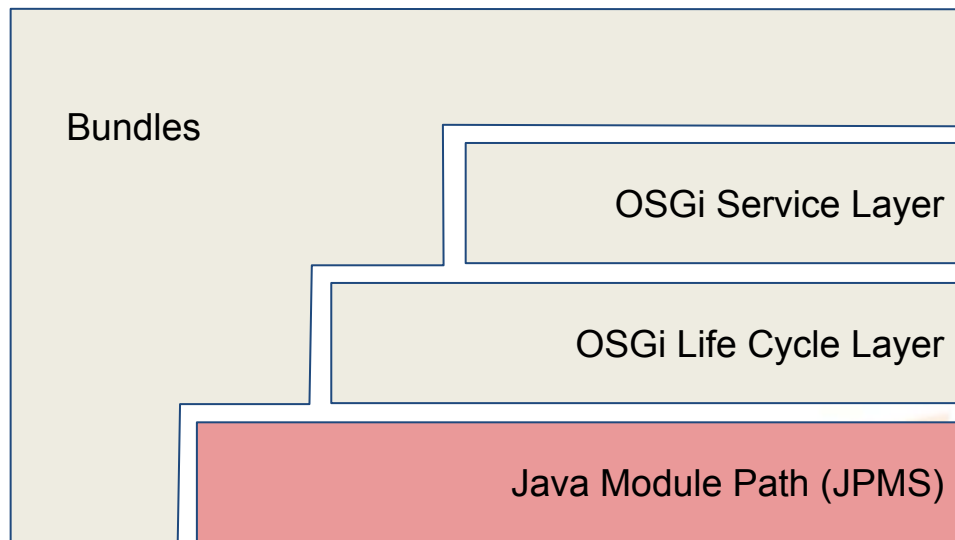 Bundles
OSGi Service Layer
OSGi Life Cycle Layer
Java Module Path (JPMS)